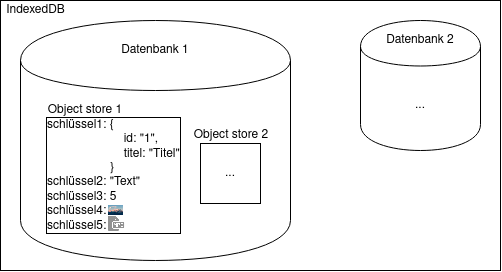 IndexedDB
Datenbank 1
Datenbank 2
...
Object store 1
schlüssel1: {
id: "1",
titel: "Titel"
}
schlüssel2: "Text"
schlüssel3: 5
schlüssel4:
schlüssel5:
Object store 2
...